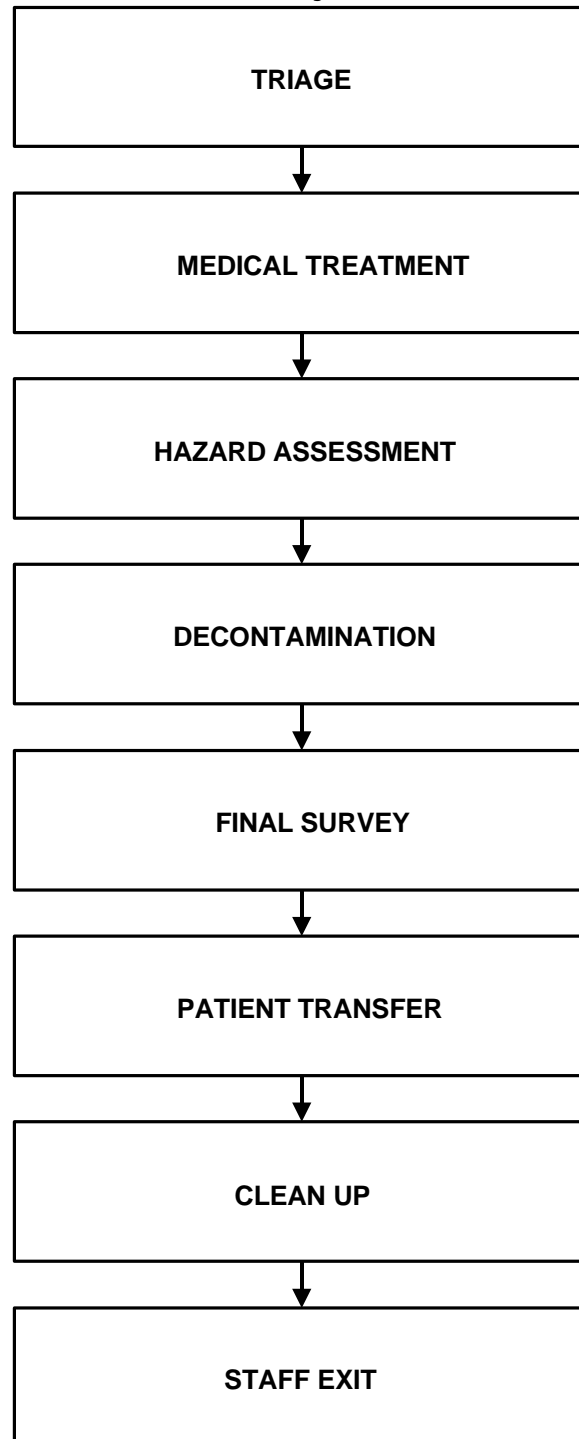 TRIAGE
MEDICAL TREATMENT
HAZARD ASSESSMENT
DECONTAMINATION
FINAL SURVEY
PATIENT TRANSFER
CLEAN UP
STAFF EXIT